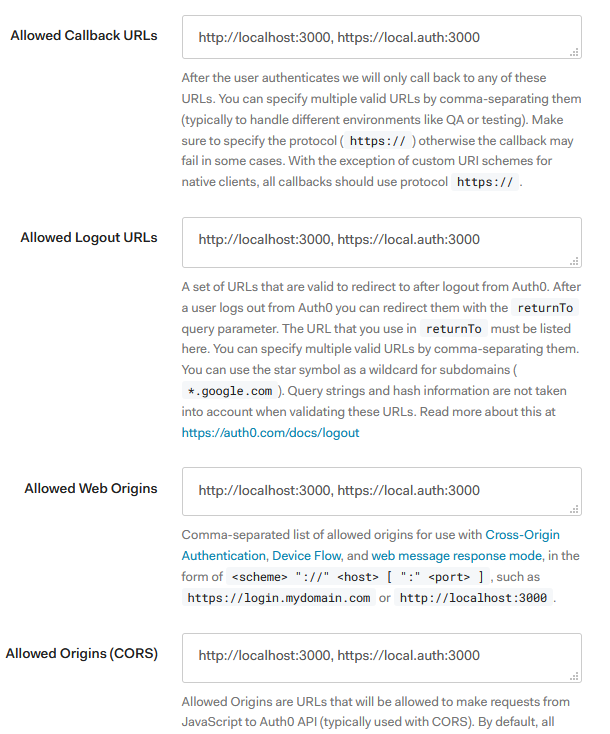 Allowed Callback URLs
http://localhost:3000, https://local.auth:3000
After the user authenticates we will only call back to any of these
URLs. You can specify multiple valid URLs by comma-separating them
(typically to handle different environments like QA or testing). Make
sure to specify the protocol ( https:// ) otherwise the callback may
fail in some cases. With the exception of custom URI schemes for
native clients, all callbacks should use protocol https:// .
Allowed Logout URLs
http://localhost:3000, https://local.auth:3000
A set of URLs that are valid to redirect to after logout from Auth0. After
a user logs out from Auth0 you can redirect them with the returnTo
query parameter. The URL that you use in returnTo must be listed
here. You can specify multiple valid URLs by comma-separating them.
You can use the star symbol as a wildcard for subdomains (
*.google.com ). Query strings and hash information are not taken
into account when validating these URLs. Read more about this at
https://auth0.com/docs/logout
Allowed Web Origins
http://localhost:3000, https://local.auth:3000
Comma-separated list of allowed origins for use with Cross-Origin
Authentication, Device Flow, and web message response mode, in the
form of <scheme> "://" <host> [ ":" <port> ] , such as
https://login.mydomain.com or http://localhost:3000 .
Allowed Origins (CORS)
http://localhost:3000, https://local.auth:3000
Allowed Origins are URLs that will be allowed to make requests from
JavaScript to Auth0 API (typically used with CORS). By default, all